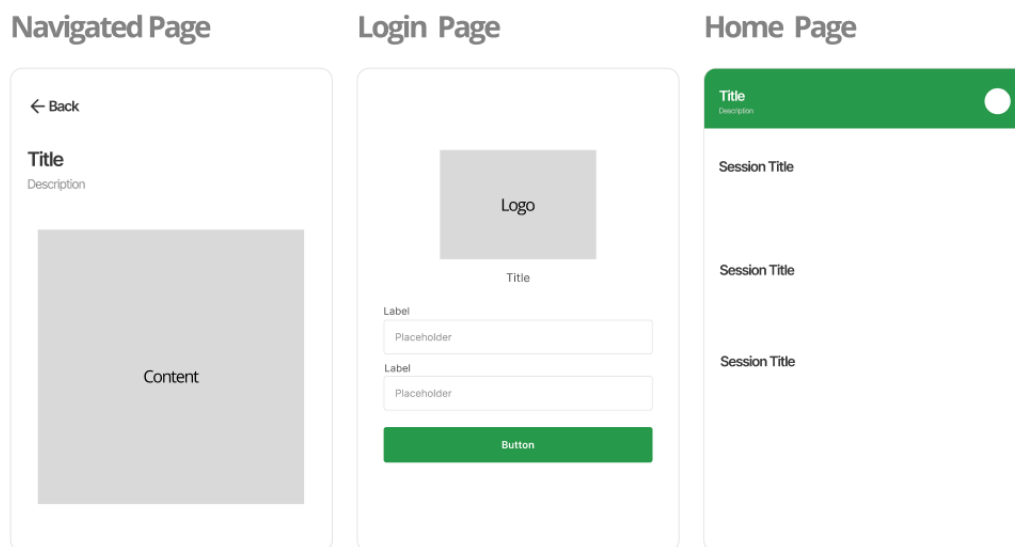 Navigated Page
Back
Title
Description
Content
Login Page
Logo
Title
Label
Placeholder
Label
Placeholder
Button
Home Page
Title
Description
Session Title
Session Title
Session Title